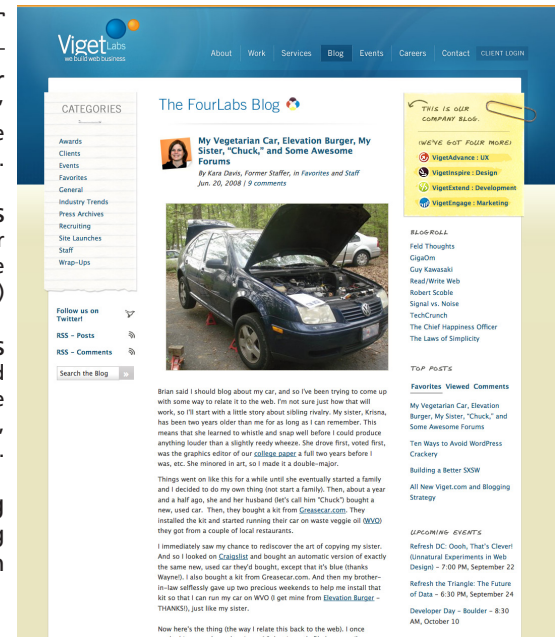 Viget Labs
we build web business
About Work Services Blog Events Careers Contact CLIENT LOGIN
CATEGORIES
Awards
Clients
Events
Favorites
General
Industry Trends
Press Archives
Recruiting
Site Launches
Staff
Wrap-Ups
Follow us on
Twitter!
RSS – Posts
RSS – Comments
Search the Blog »
The FourLabs Blog
My Vegetarian Car, Elevation Burger, My
Sister, “Chuck,” and Some Awesome
Forums
By Kara Davis, Former Staffer, in Favorites and Staff
Jun. 20, 2008 | 9 comments
Brian said I should blog about my car, and so I've been trying to come up
with some way to relate it to the web. I'm not sure just how that will
work, so I'll start with a little story about sibling rivalry. My sister, Krisna,
has been two years older than me for as long as I can remember. This
means that she learned to whistle and snap well before I could produce
anything louder than a slightly reedy wheeze. She drove first, voted first,
was the graphics editor of our college paper a full two years before I
was, etc. She minored in art, so I made it a double-major.
Things went on like this for a while until she eventually started a family
and I decided to do my own thing (not start a family). Then, about a year
and a half ago, she and her husband (let's call him “Chuck”) bought a
new, used car. Then, they bought a kit from Greasecar.com. They
installed the kit and started running their car on waste veggie oil (WVO)
they got from a couple of local restaurants.
I immediately saw my chance to rediscover the art of copying my sister.
And so I looked on Craigslist and bought an automatic version of exactly
the same new, used car they'd bought, except that it's blue (thanks
Wayne!). I also bought a kit from Greasecar.com. And then my brother-
in-law selflessly gave up two precious weekends to help me install that
kit so that I can run my car on WVO (I get mine from Elevation Burger –
THANKS!), just like my sister.
Now here's the thing (the way I relate this back to the web). I once
THIS IS OUR
COMPANY BLOG.
(WE'VE GOT FOUR MORE)
VigetAdvance : UX
VigetInspire : Design
VigetExtend : Development
VigetEngage : Marketing
BLOGROLL
Feld Thoughts
GigaOm
Guy Kawasaki
Read/Write Web
Robert Scoble
Signal vs. Noise
TechCrunch
The Chief Happiness Officer
The Laws of Simplicity
TOP POSTS
Favorites Viewed Comments
My Vegetarian Car, Elevation
Burger, My Sister, “Chuck,” and
Some Awesome Forums
Ten Ways to Avoid WordPress
Crackery
Building a Better SXSW
All New Viget.com and Blogging
Strategy
UPCOMING EVENTS
Refresh DC: Oooh, That's Clever!
(Unnatural Experiments in Web
Design) – 7:00 PM, September 22
Refresh the Triangle: The Future
of Data – 6:30 PM, September 24
Developer Day – Boulder – 8:30
AM, October 10